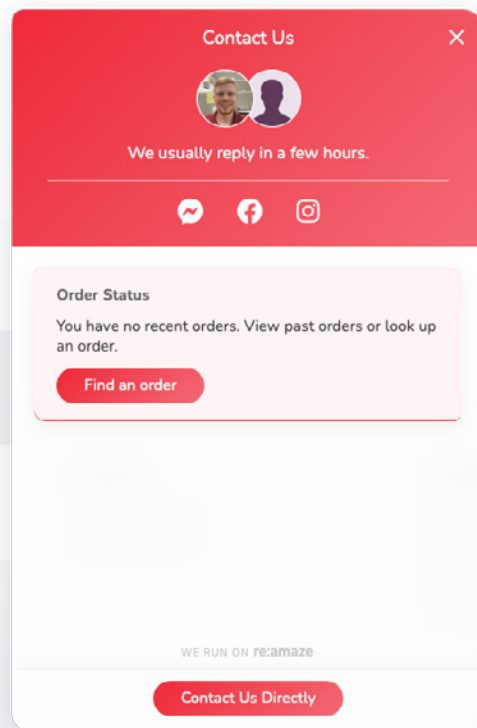 Contact Us
We usually reply in a few hours.
Order Status
You have no recent orders. View past orders or look up
an order.
Find an order
WE RUN ON re:amaze
Contact Us Directly